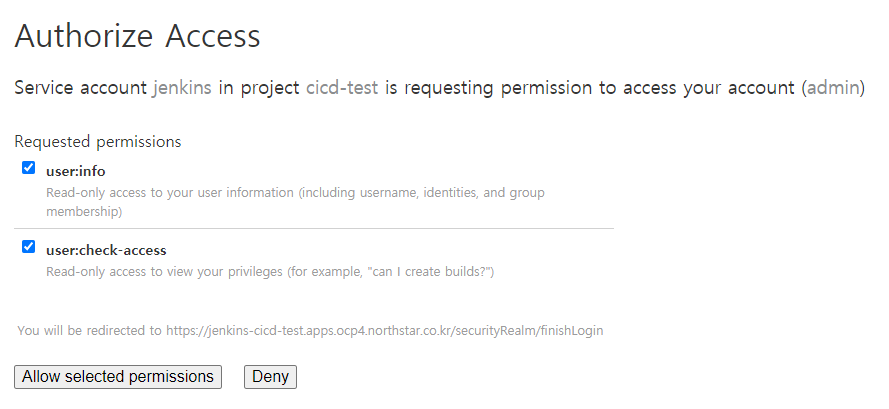 Authorize Access
Service account jenkins in project cicd-test is requesting permission to access your account (admin)
Requested permissions
user:info
Read-only access to your user information (including username, identities, and group
membership)
user:check-access
Read-only access to view your privileges (for example, "can I create builds?")
You will be redirected to https://jenkins-cicd-test.apps.ocp4.northstar.co.kr/securityRealm/finishLogin
Allow selected permissions Deny